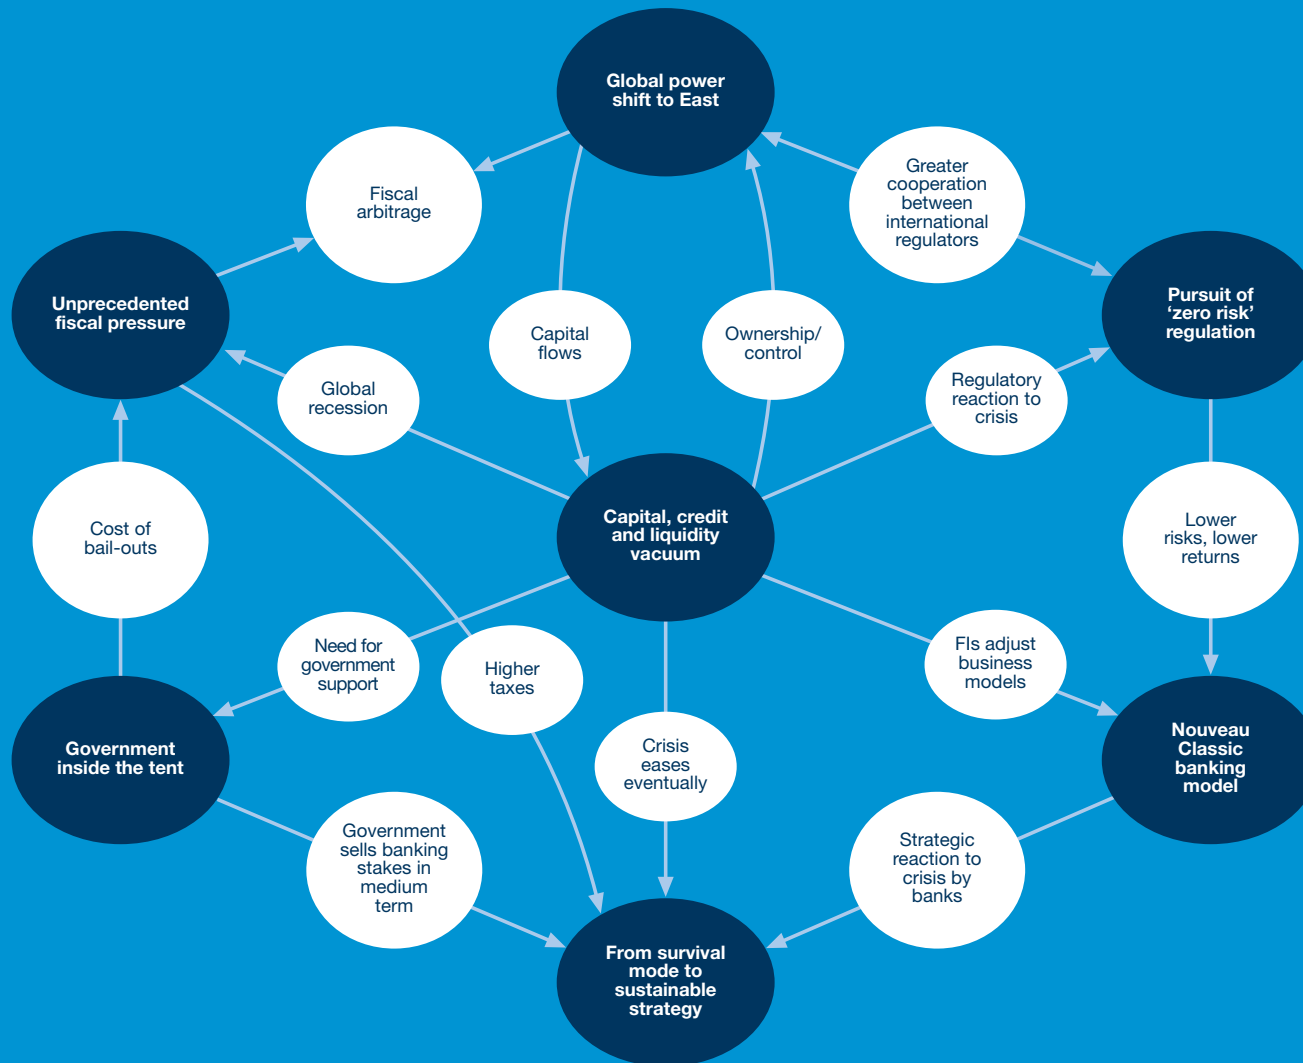 Global power
shift to East
Fiscal
arbitrage
Greater
cooperation
between
international
regulators
Unprecedented
fiscal pressure
Capital
flows
Ownership/
control
Pursuit of
‘zero risk’
regulation
Global
recession
Regulatory
reaction to
crisis
Cost of
bail-outs
Capital, credit
and liquidity
vacuum
Lower
risks, lower
returns
Need for
government
support
Higher
taxes
FIs adjust
business
models
Government
inside the tent
Crisis
eases
eventually
Nouveau
Classic
banking
model
Government
sells banking
stakes in
medium
term
Strategic
reaction to
crisis by
banks
From survival
mode to
sustainable
strategy